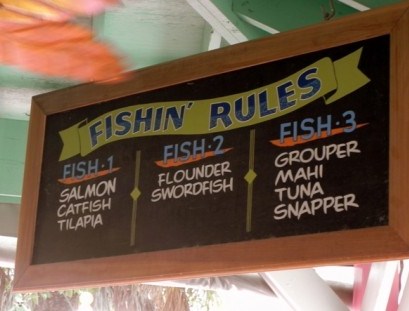 FISHIN' RULES
FISH·1
SALMON
CATFISH
TILAPIA
FISH·2
FLOUNDER
SWORDFISH
FISH·3
GROUPER
MAHI
TUNA
SNAPPER